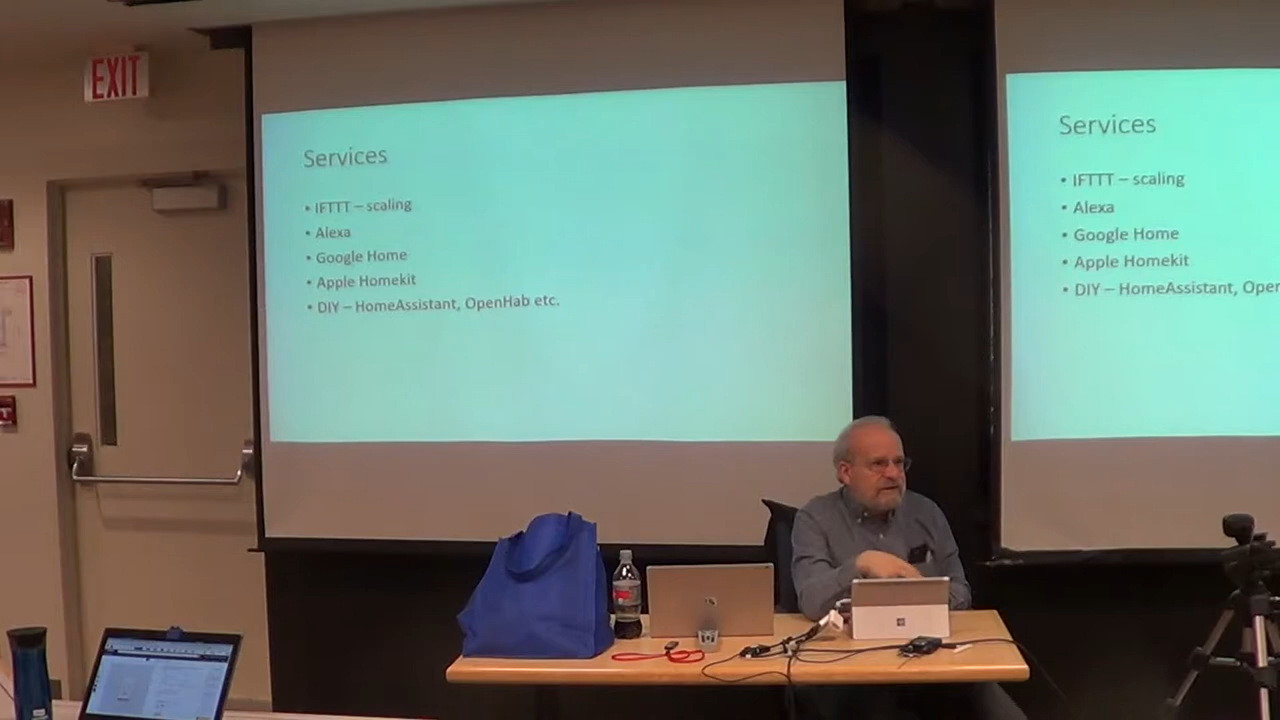 EXIT
Services
• IFTTT – scaling
• Alexa
• Google Home
• Apple Homekit
• DIY – HomeAssistant, OpenHab etc.
Services
• IFTTT – scaling
• Alexa
• Google Home
• Apple Homekit
• DIY – HomeAssistant, Open